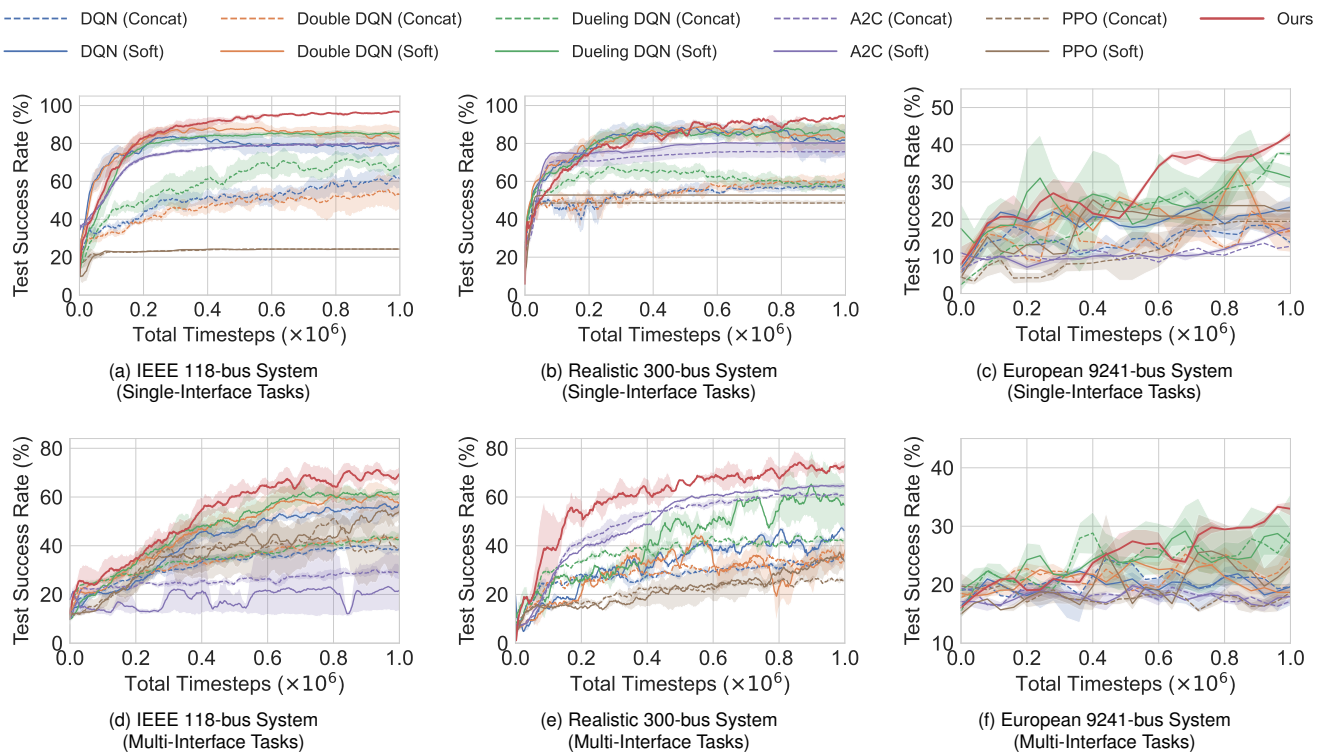 DQN (Concat) Double DQN (Concat) Dueling DQN (Concat) A2C (Concat) PPO (Concat) Ours
DQN (Soft) Double DQN (Soft) Dueling DQN (Soft) A2C (Soft) PPO (Soft)
Test Success Rate (%)
100
80
60
40
20
0
0.0 0.2 0.4 0.6 0.8 1.0
Total Timesteps (×10⁶)
(a) IEEE 118-bus System
(Single-Interface Tasks)
Test Success Rate (%)
100
80
60
40
20
0
0.0 0.2 0.4 0.6 0.8 1.0
Total Timesteps (×10⁶)
(b) Realistic 300-bus System
(Single-Interface Tasks)
Test Success Rate (%)
50
40
30
20
10
0
0.0 0.2 0.4 0.6 0.8 1.0
Total Timesteps (×10⁶)
(c) European 9241-bus System
(Single-Interface Tasks)
Test Success Rate (%)
80
60
40
20
0
0.0 0.2 0.4 0.6 0.8 1.0
Total Timesteps (×10⁶)
(d) IEEE 118-bus System
(Multi-Interface Tasks)
Test Success Rate (%)
80
60
40
20
0
0.0 0.2 0.4 0.6 0.8 1.0
Total Timesteps (×10⁶)
(e) Realistic 300-bus System
(Multi-Interface Tasks)
Test Success Rate (%)
40
30
20
10
0.0 0.2 0.4 0.6 0.8 1.0
Total Timesteps (×10⁶)
(f) European 9241-bus System
(Multi-Interface Tasks)